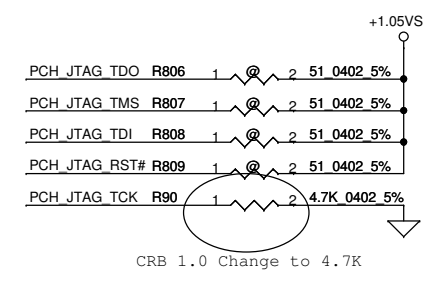 +1.05VS
PCH_JTAG_TDO R806 1 @ 2 51_0402_5%
PCH_JTAG_TMS R807 1 @ 2 51_0402_5%
PCH_JTAG_TDI R808 1 @ 2 51_0402_5%
PCH_JTAG_RST# R809 1 @ 2 51_0402_5%
PCH_JTAG_TCK R90 1 2 4.7K_0402_5%
CRB 1.0 Change to 4.7K